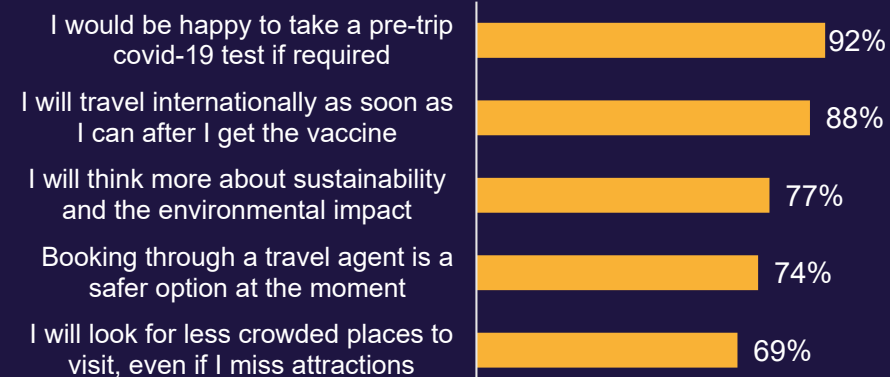 I would be happy to take a pre-trip
covid-19 test if required
92%
I will travel internationally as soon as
I can after I get the vaccine
88%
I will think more about sustainability
and the environmental impact
77%
Booking through a travel agent is a
safer option at the moment
74%
I will look for less crowded places to
visit, even if I miss attractions
69%